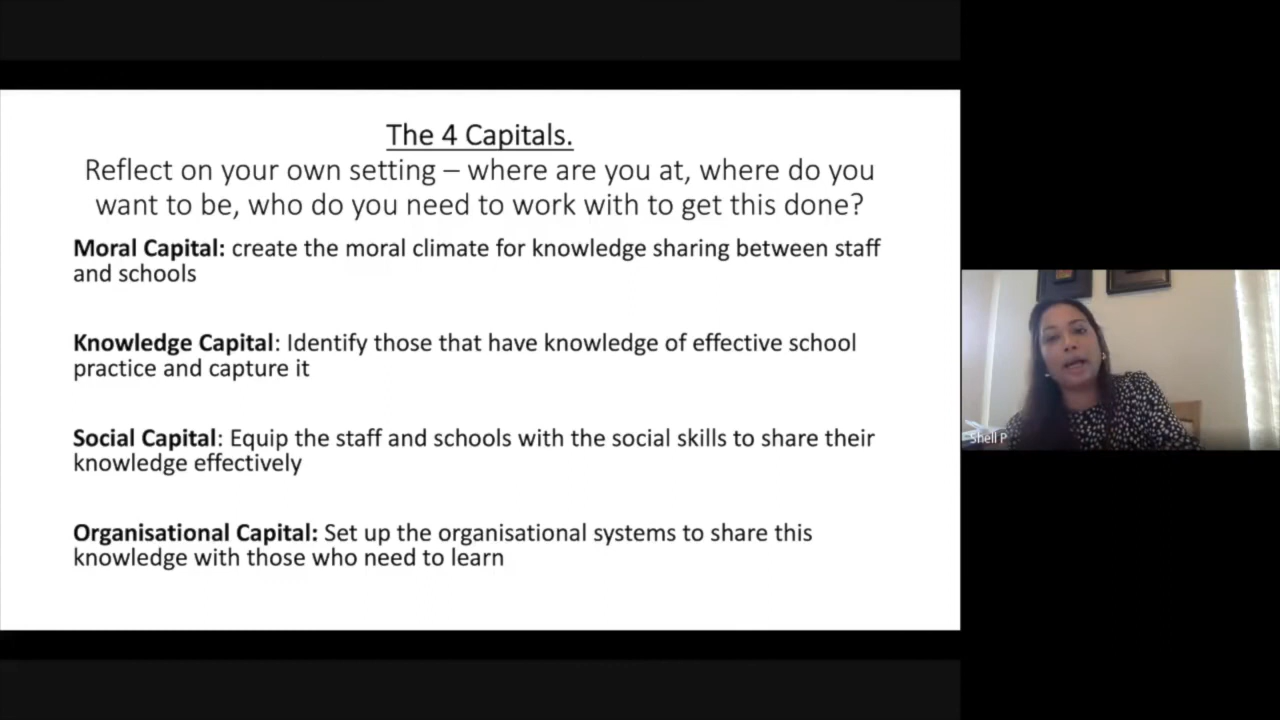 The 4 Capitals.
Reflect on your own setting – where are you at, where do you
want to be, who do you need to work with to get this done?
Moral Capital: create the moral climate for knowledge sharing between staff
and schools
Knowledge Capital: Identify those that have knowledge of effective school
practice and capture it
Social Capital: Equip the staff and schools with the social skills to share their
knowledge effectively
Organisational Capital: Set up the organisational systems to share this
knowledge with those who need to learn
Shell P